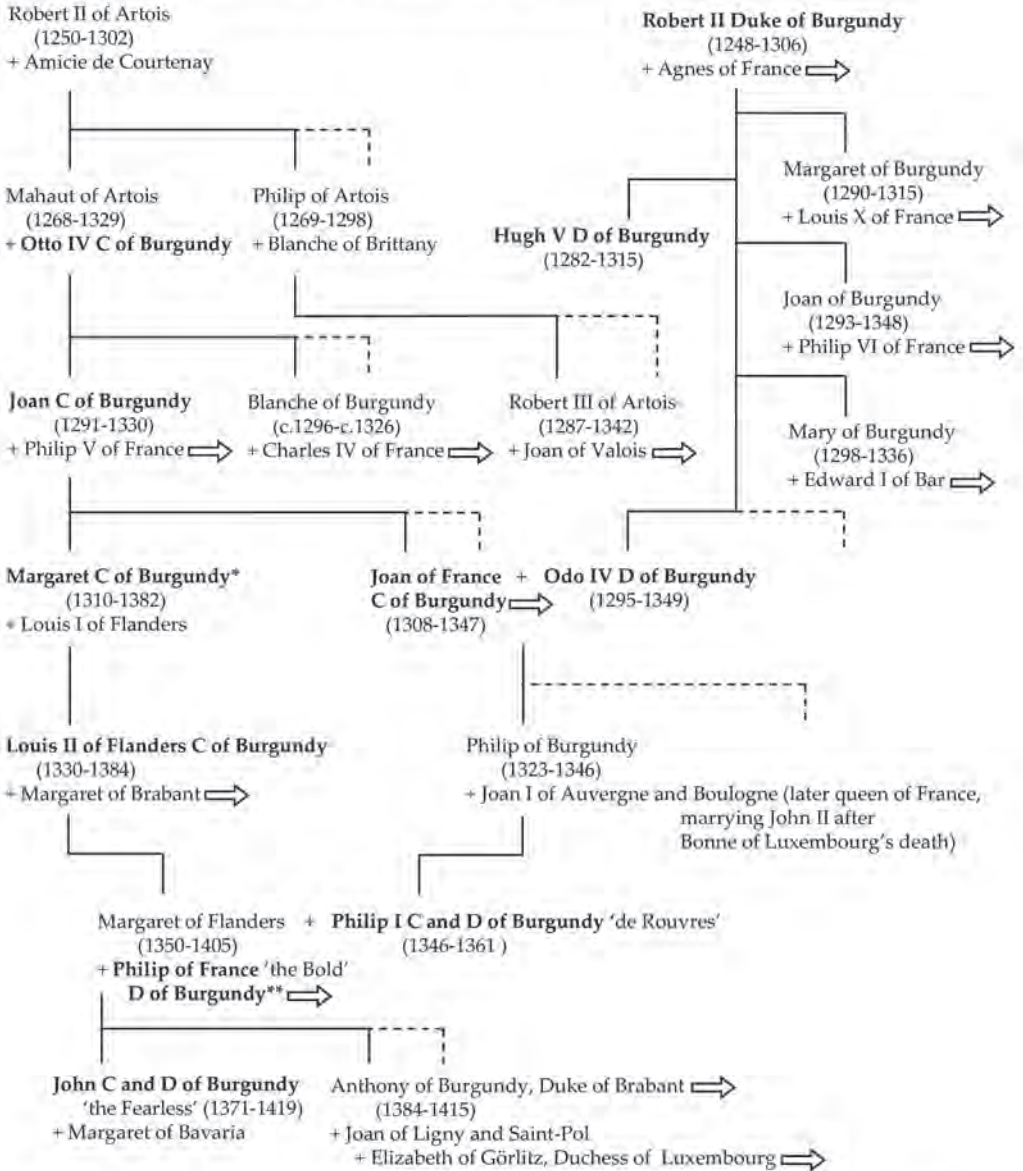 Robert II of Artois
(1250-1302)
+ Amicie de Courtenay
Robert II Duke of Burgundy
(1248-1306)
+ Agnes of France
Mahaut of Artois
(1268-1329)
+ Otto IV C of Burgundy
Philip of Artois
(1269-1298)
+ Blanche of Brittany
Hugh V D of Burgundy
(1282-1315)
Margaret of Burgundy
(1290-1315)
+ Louis X of France
Joan of Burgundy
(1293-1348)
+ Philip VI of France
Joan C of Burgundy
(1291-1330)
+ Philip V of France
Blanche of Burgundy
(c.1296-c.1326)
+ Charles IV of France
Robert III of Artois
(1287-1342)
+ Joan of Valois
Mary of Burgundy
(1298-1336)
+ Edward I of Bar
Margaret C of Burgundy*
(1310-1382)
+ Louis I of Flanders
Joan of France + Odo IV D of Burgundy
C of Burgundy
(1308-1347)
(1295-1349)
Louis II of Flanders C of Burgundy
(1330-1384)
+ Margaret of Brabant
Philip of Burgundy
(1323-1346)
+ Joan I of Auvergne and Boulogne (later queen of France,
marrying John II after
Bonne of Luxembourg's death)
Margaret of Flanders + Philip I C and D of Burgundy 'de Rouvres'
(1350-1405)
(1346-1361 )
+ Philip of France 'the Bold'
D of Burgundy**
John C and D of Burgundy
'the Fearless' (1371-1419)
+ Margaret of Bavaria
Anthony of Burgundy, Duke of Brabant
(1384-1415)
+ Joan of Ligny and Saint-Pol
+ Elizabeth of Görlitz, Duchess of Luxembourg